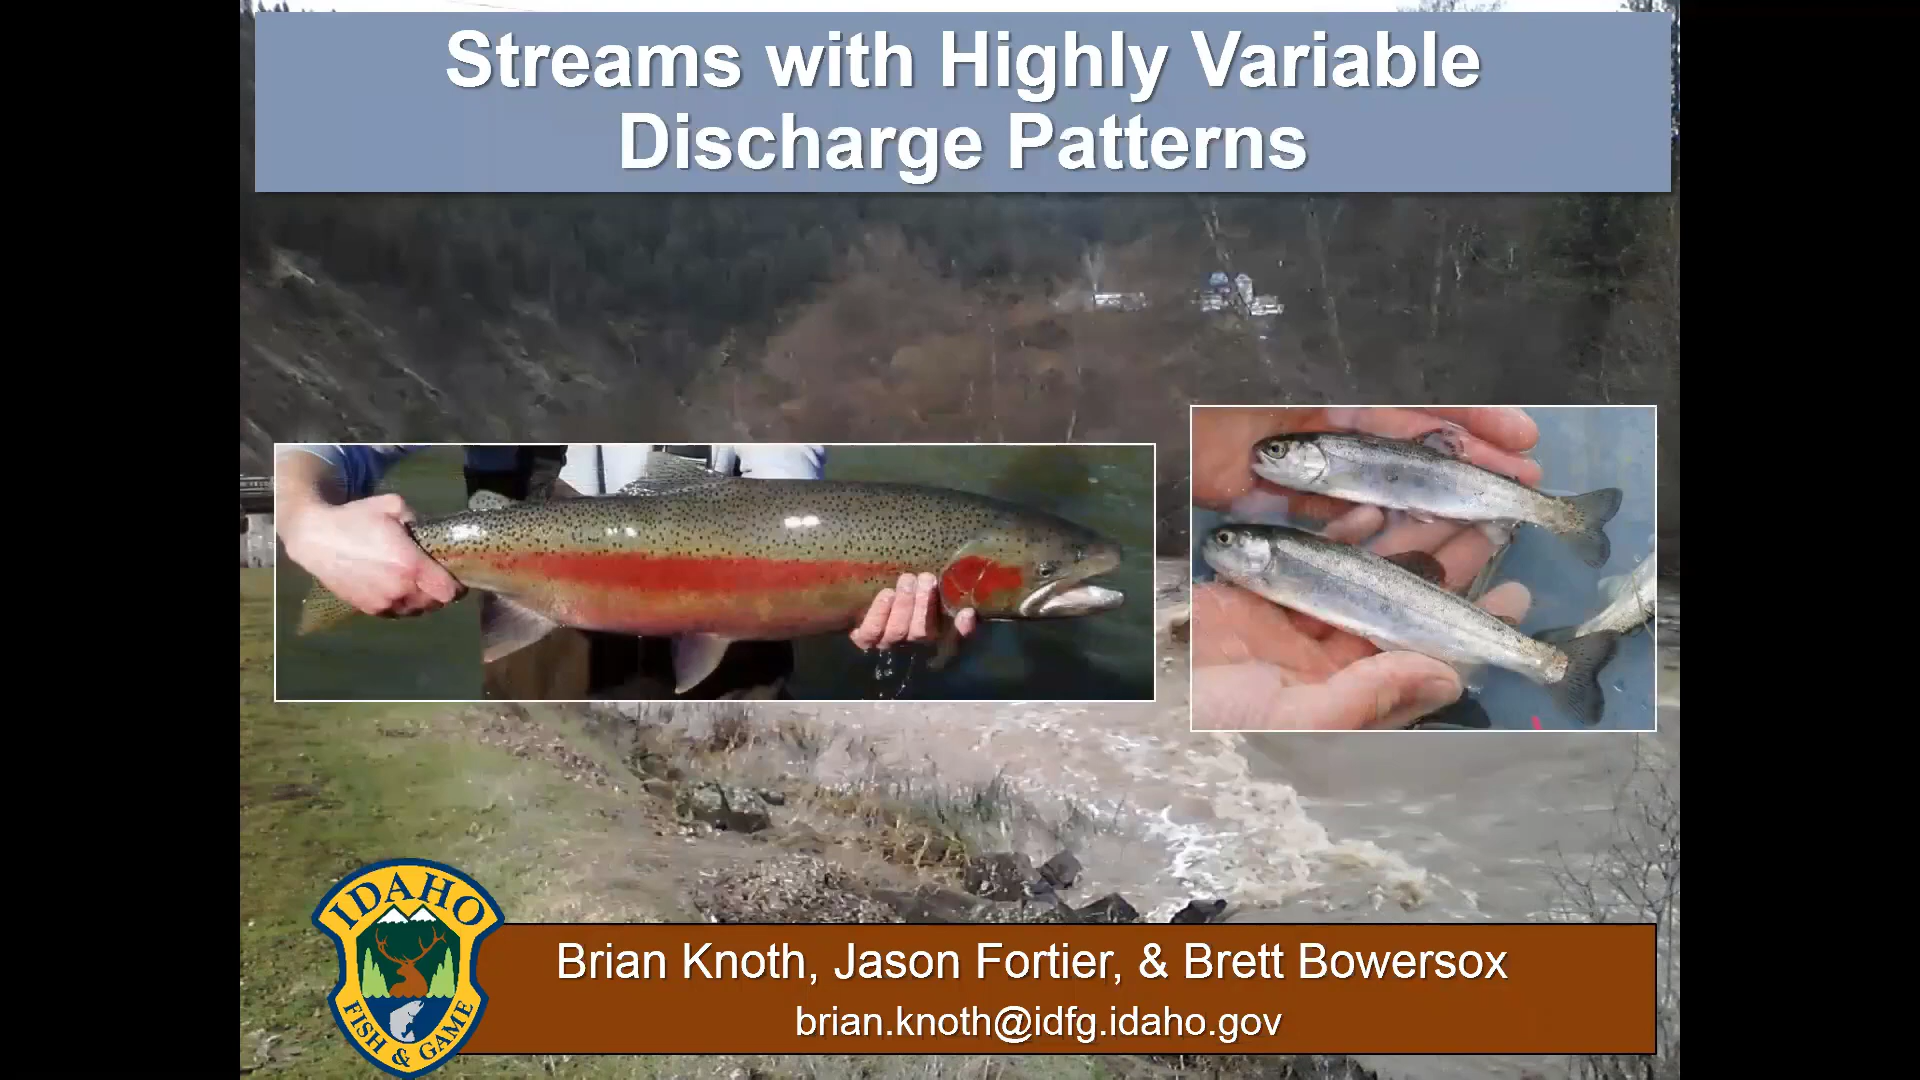 Streams with Highly Variable
Discharge Patterns
IDAHO
FISH & GAME
Brian Knoth, Jason Fortier, & Brett Bowersox
brian.knoth@idfg.idaho.gov